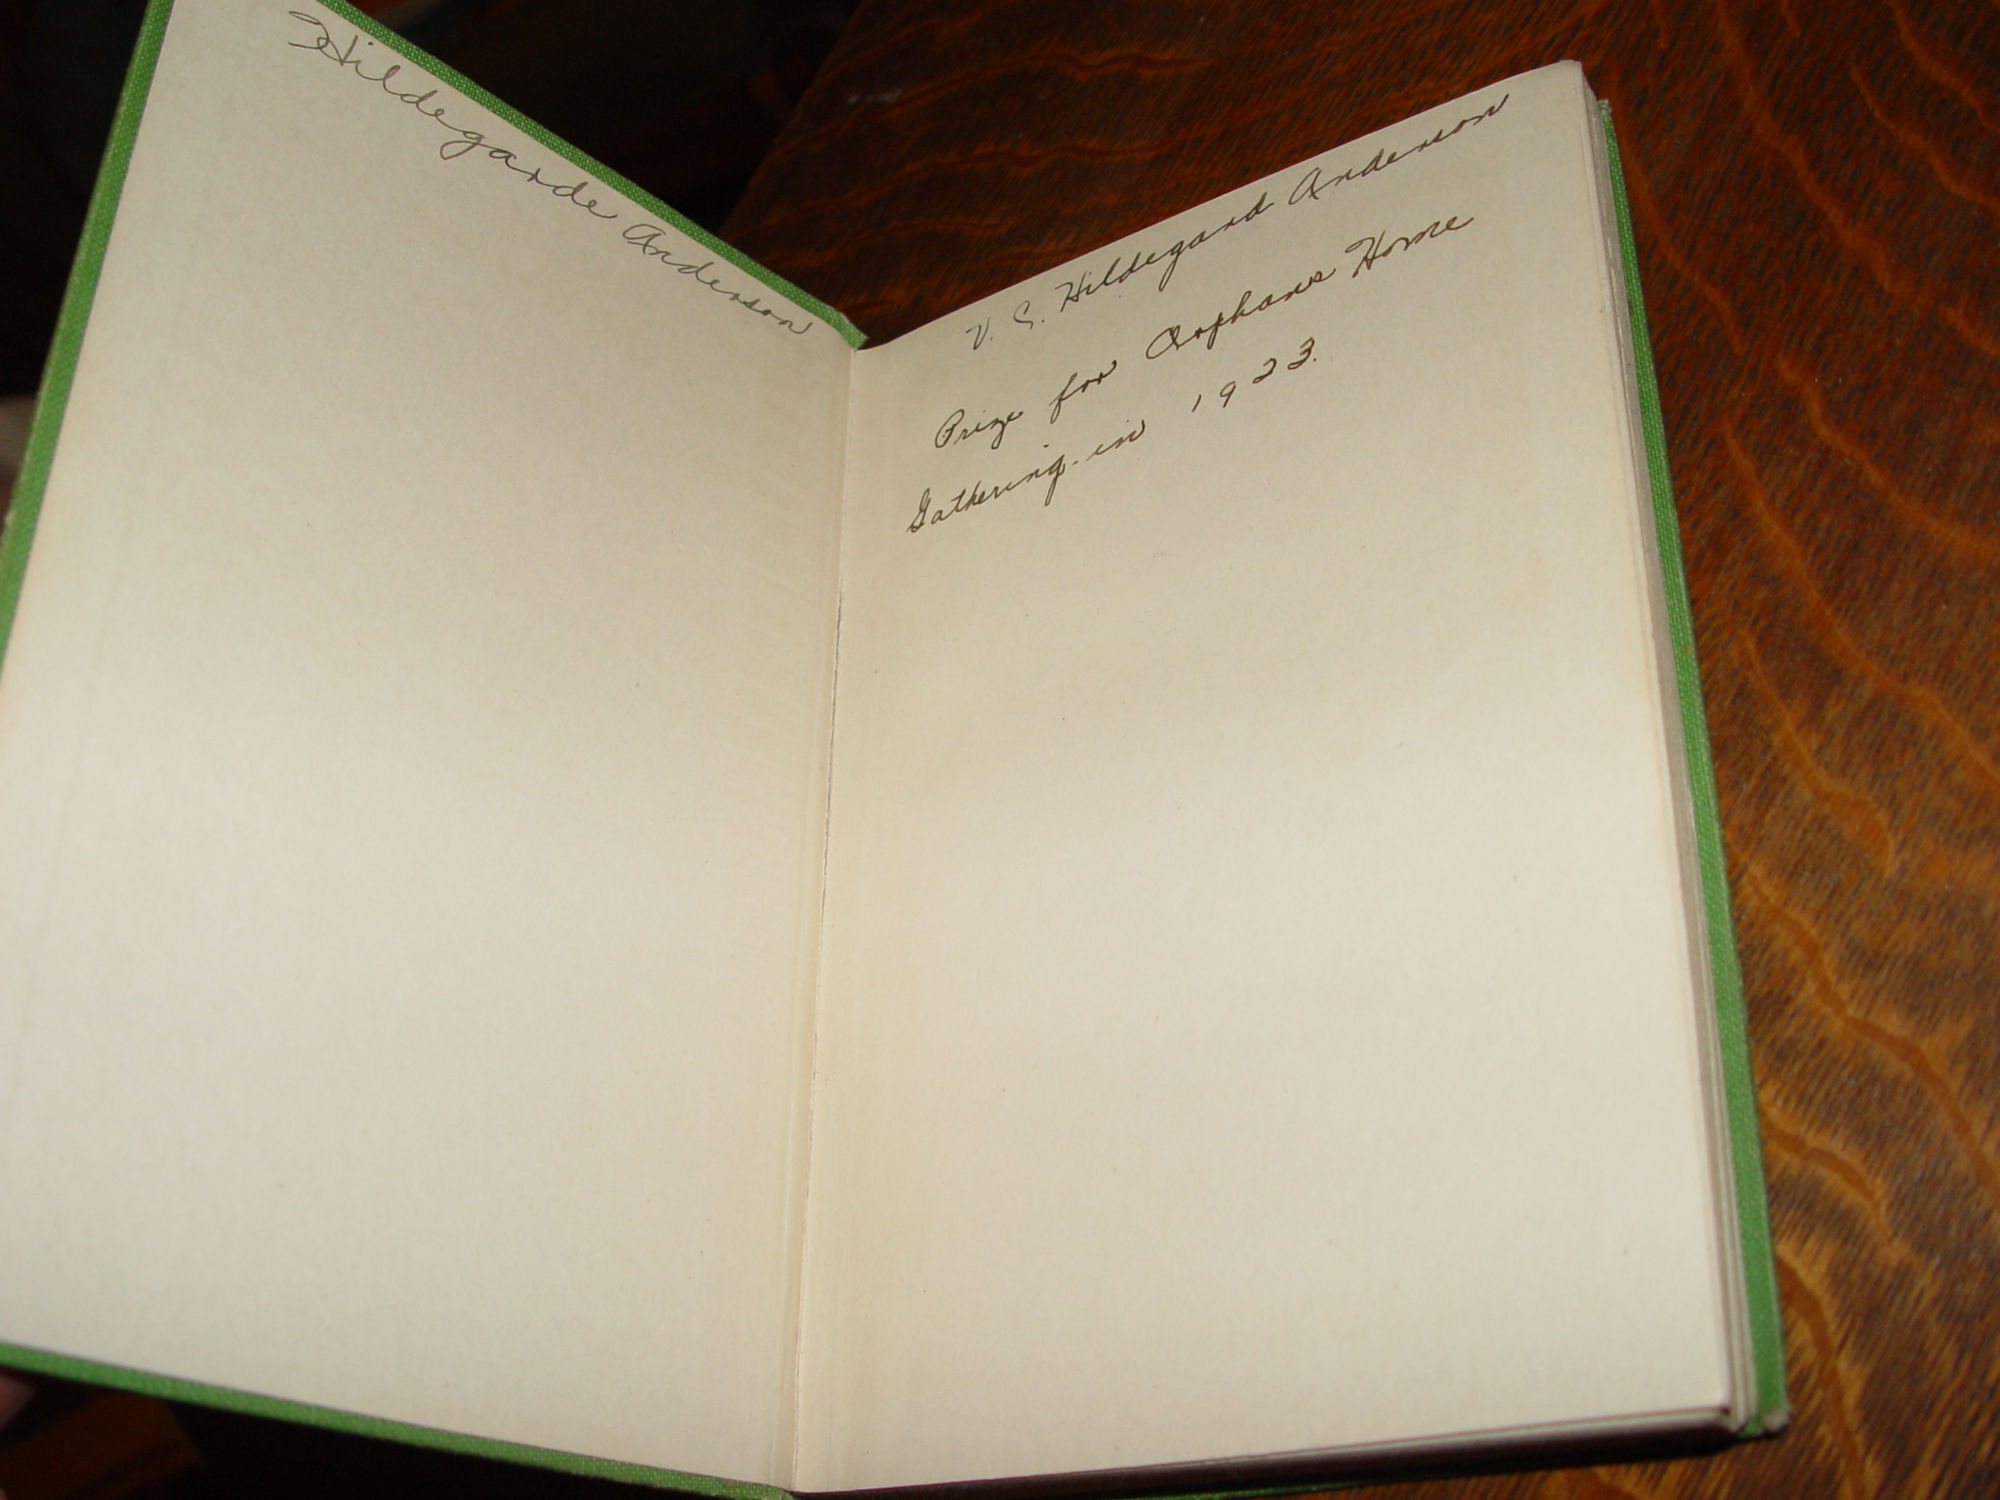 Hildegarde Anderson
V. S. Hildegard Anderson
Prize for Orphans Home
Gathering-in 1923.